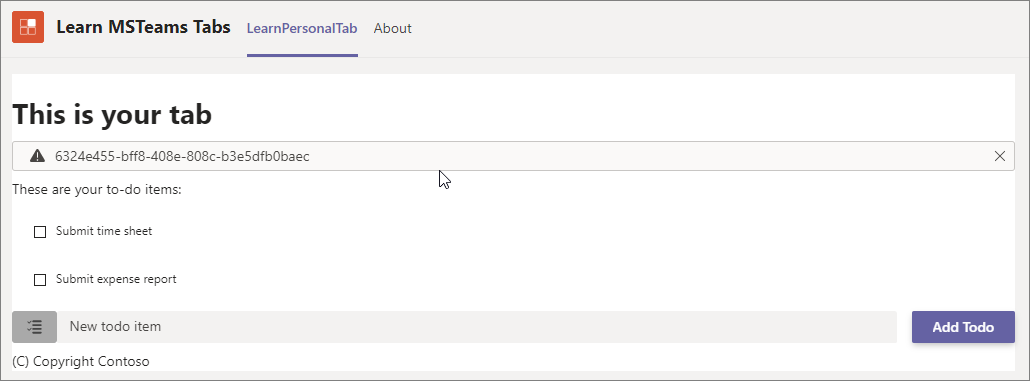 Learn MSTeams Tabs LearnPersonalTab About
This is your tab
6324e455-bff8-408e-808c-b3e5dfb0baec
These are your to-do items:
Submit time sheet
Submit expense report
New todo item Add Todo
(C) Copyright Contoso